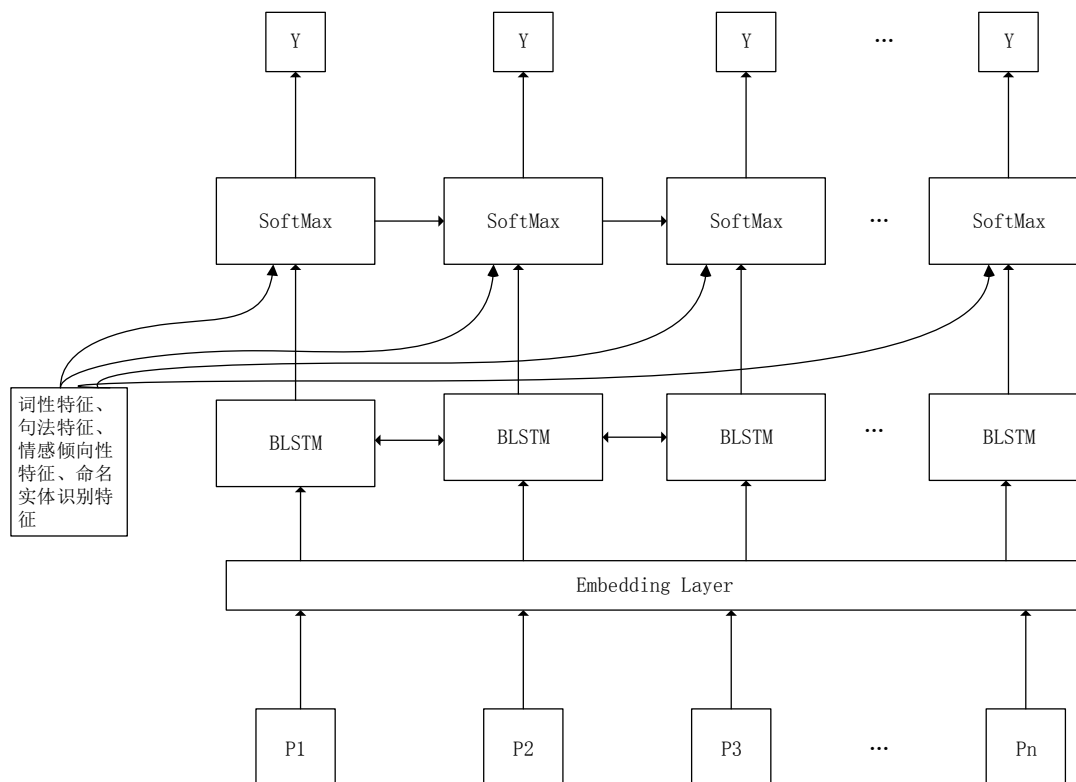 Y Y Y … Y
SoftMax SoftMax SoftMax … SoftMax
词性特征、
句法特征、
情感倾向性
特征、命名
实体识别特
征
BLSTM BLSTM BLSTM … BLSTM
Embedding Layer
P1 P2 P3 … Pn